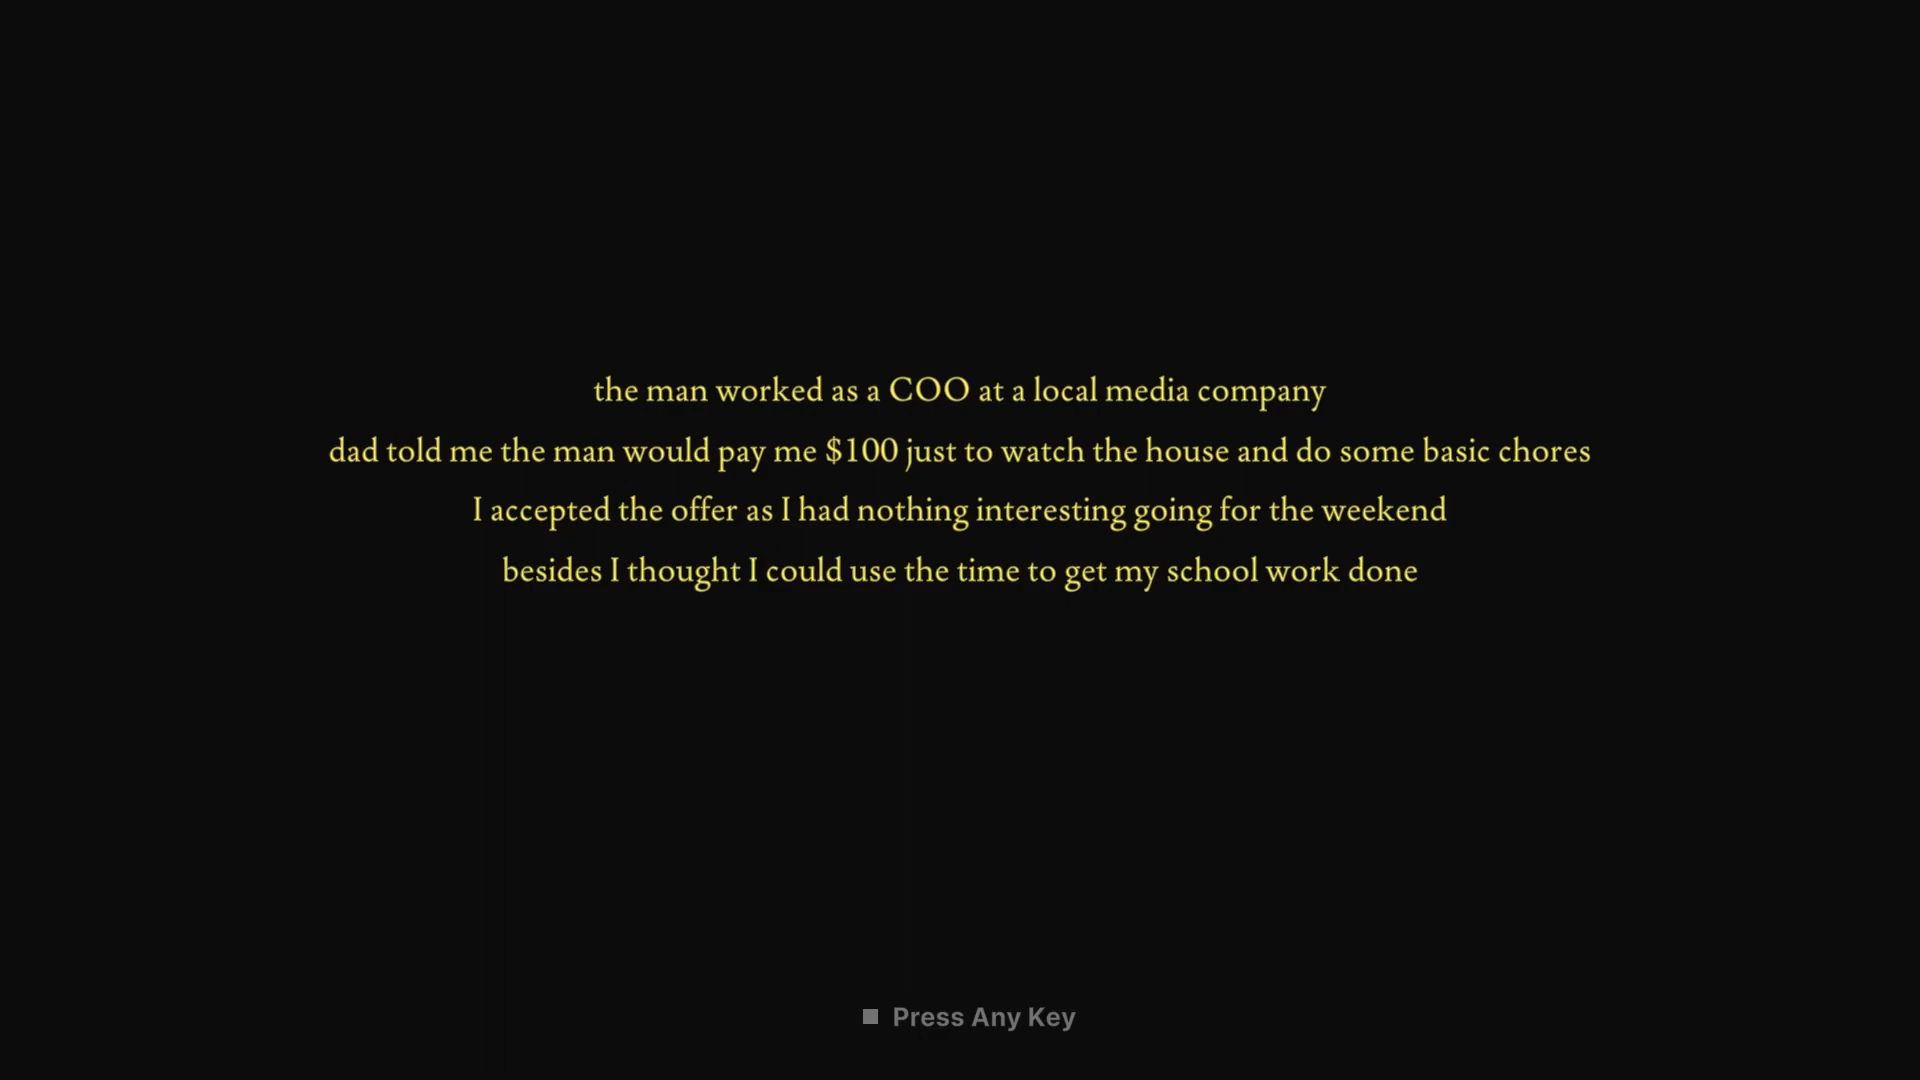 the man worked as a COO at a local media company
dad told me the man would pay me $100 just to watch the house and do some basic chores
I accepted the offer as I had nothing interesting going for the weekend
besides I thought I could use the time to get my school work done
Press Any Key